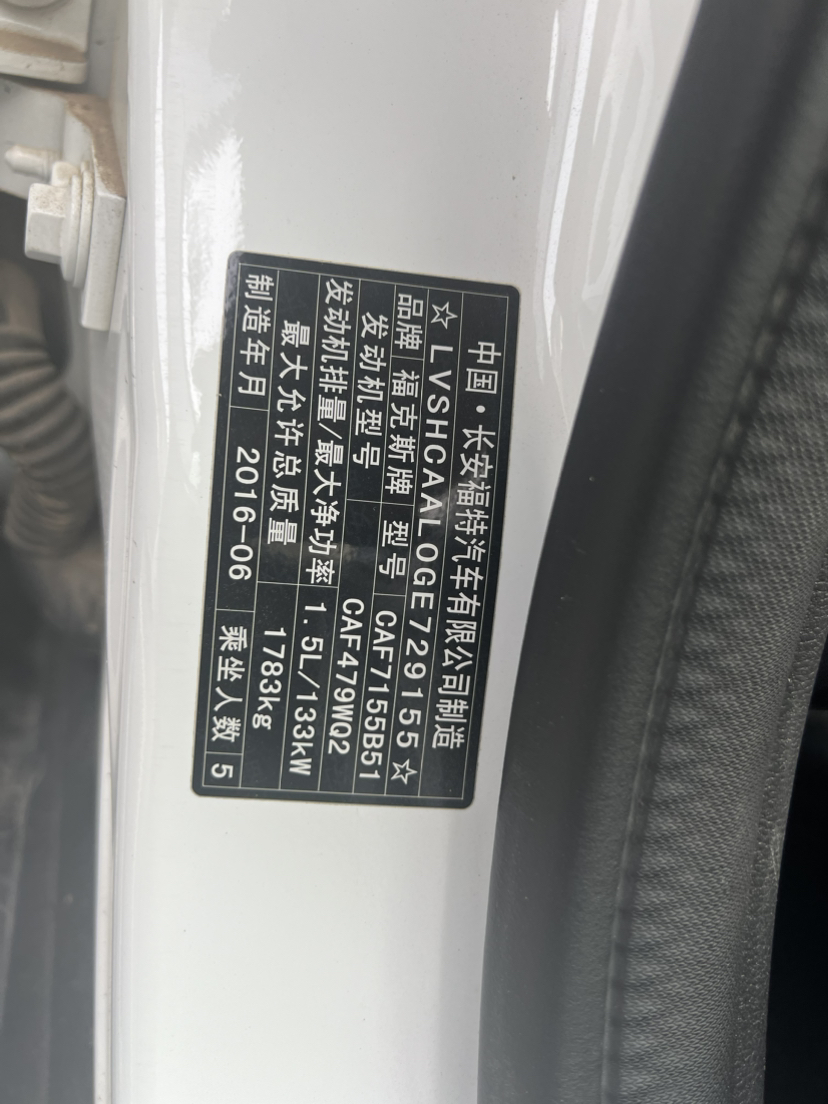 中国·长安福特汽车有限公司制造
☆LVSHCAAL0GE729155☆
品牌 福克斯牌 型号 CAF7155B51
发动机型号 CAF479WQ2
发动机排量/最大净功率 1.5L/133kW
最大允许总质量 1783kg
制造年月 2016-06 乘坐人数 5